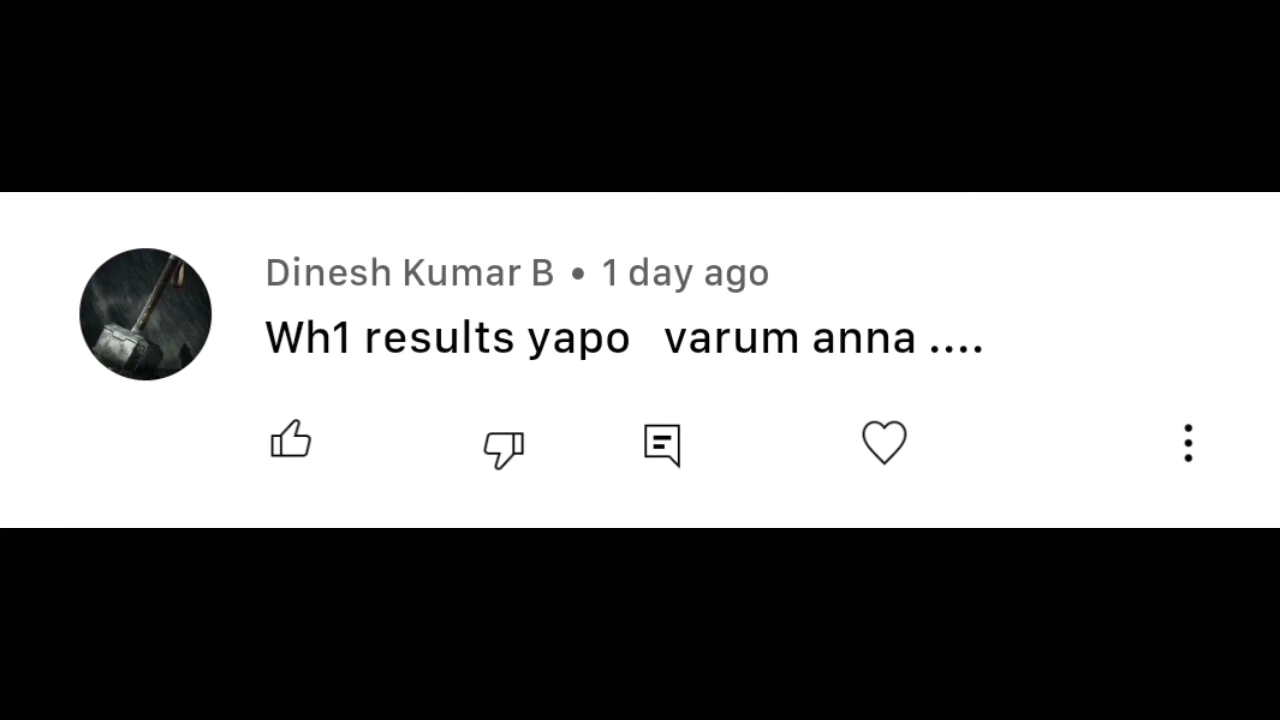 Dinesh Kumar B • 1 day ago
Wh1 results yapo varum anna ....